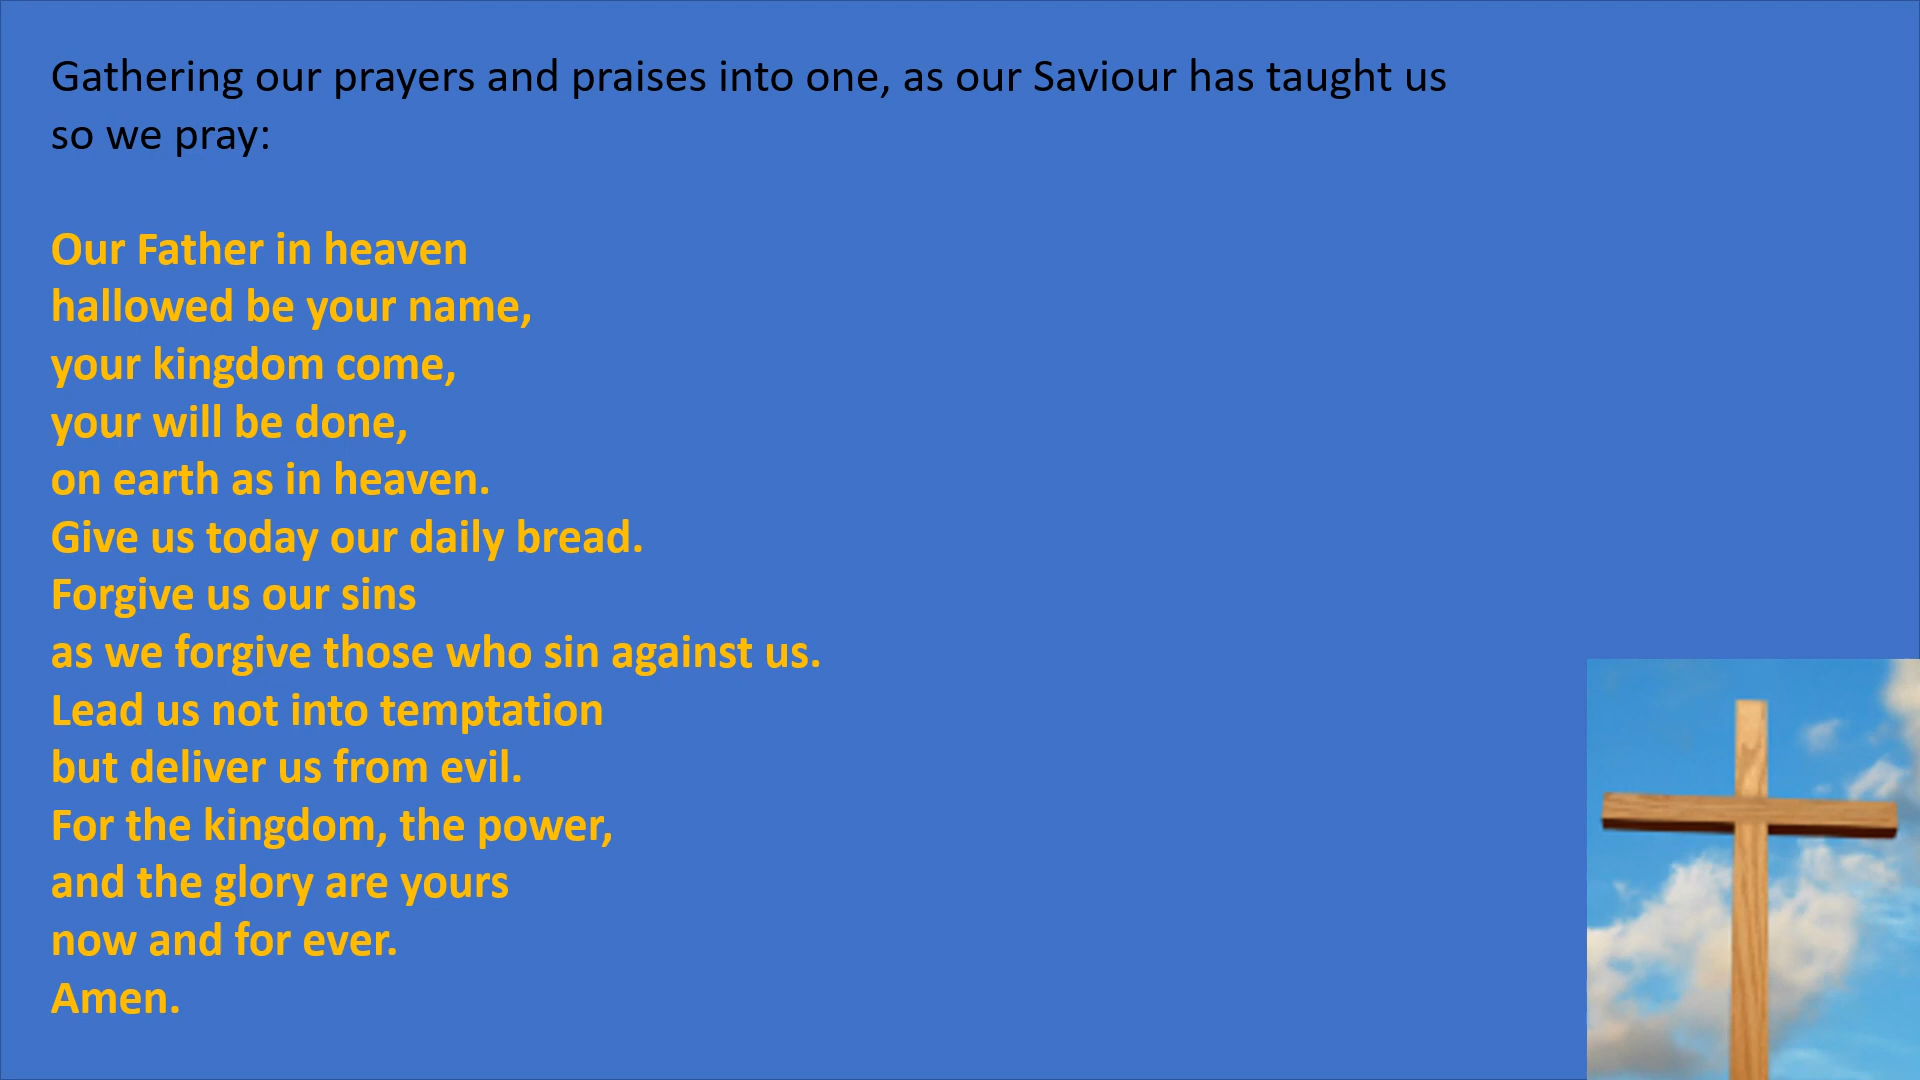 Gathering our prayers and praises into one, as our Saviour has taught us
so we pray:
Our Father in heaven
hallowed be your name,
your kingdom come,
your will be done,
on earth as in heaven.
Give us today our daily bread.
Forgive us our sins
as we forgive those who sin against us.
Lead us not into temptation
but deliver us from evil.
For the kingdom, the power,
and the glory are yours
now and for ever.
Amen.